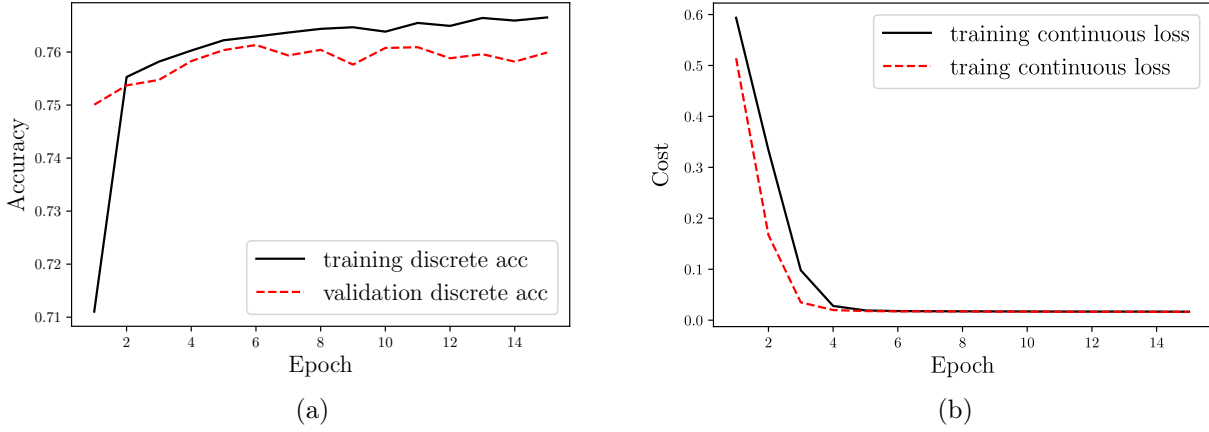 0.76
0.75
0.74
0.73
0.72
0.71
Accuracy
training discrete acc
validation discrete acc
2 4 6 8 10 12 14
Epoch
(a)
0.6
0.5
0.4
0.3
0.2
0.1
0.0
Cost
training continuous loss
traing continuous loss
2 4 6 8 10 12 14
Epoch
(b)